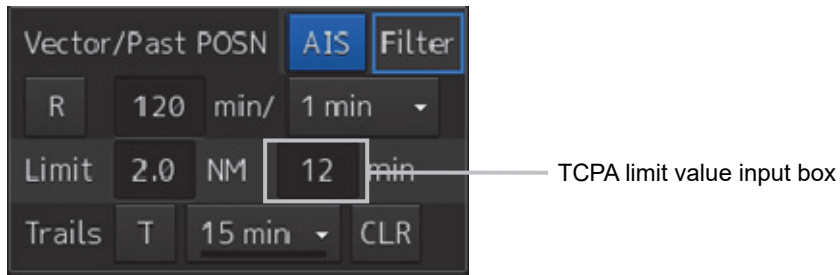 Vector/Past POSN AIS Filter
R 120 min/ 1 min
Limit 2.0 NM 12 min
TCPA limit value input box
Trails T 15 min CLR